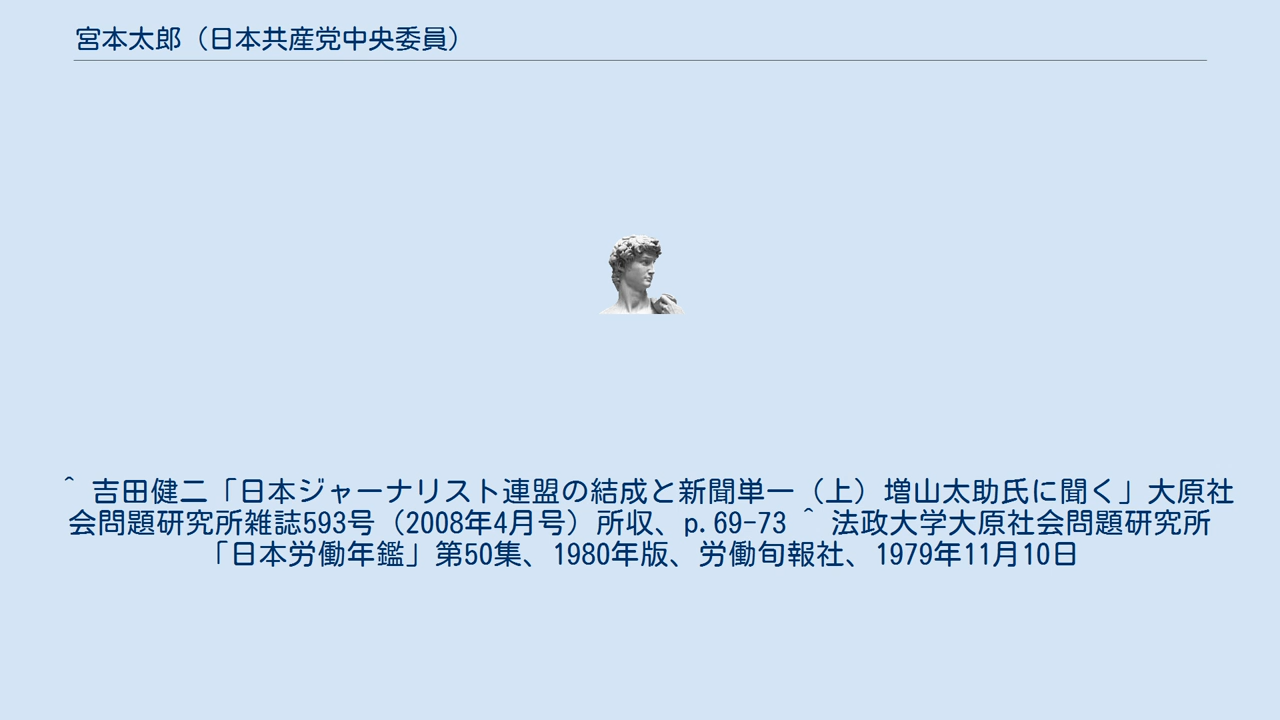 宮本太郎（日本共産党中央委員）
^ 吉田健二「日本ジャーナリスト連盟の結成と新聞単一（上）増山太助氏に聞く」大原社
会問題研究所雑誌593号（2008年4月号）所収、p.69-73 ^ 法政大学大原社会問題研究所
「日本労働年鑑」第50集、1980年版、労働旬報社、1979年11月10日